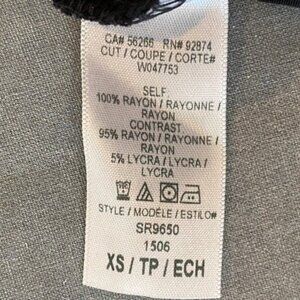 CA# 56266 RN# 92874
CUT / COUPE / CORTE#
W047753
SELF
100% RAYON / RAYONNE /
RAYON
CONTRAST
95% RAYON / RAYONNE /
RAYON
5% LYCRA / LYCRA /
LYCRA
STYLE / MODÈLE / ESTILO#
SR9650
1506
XS / TP / ECH